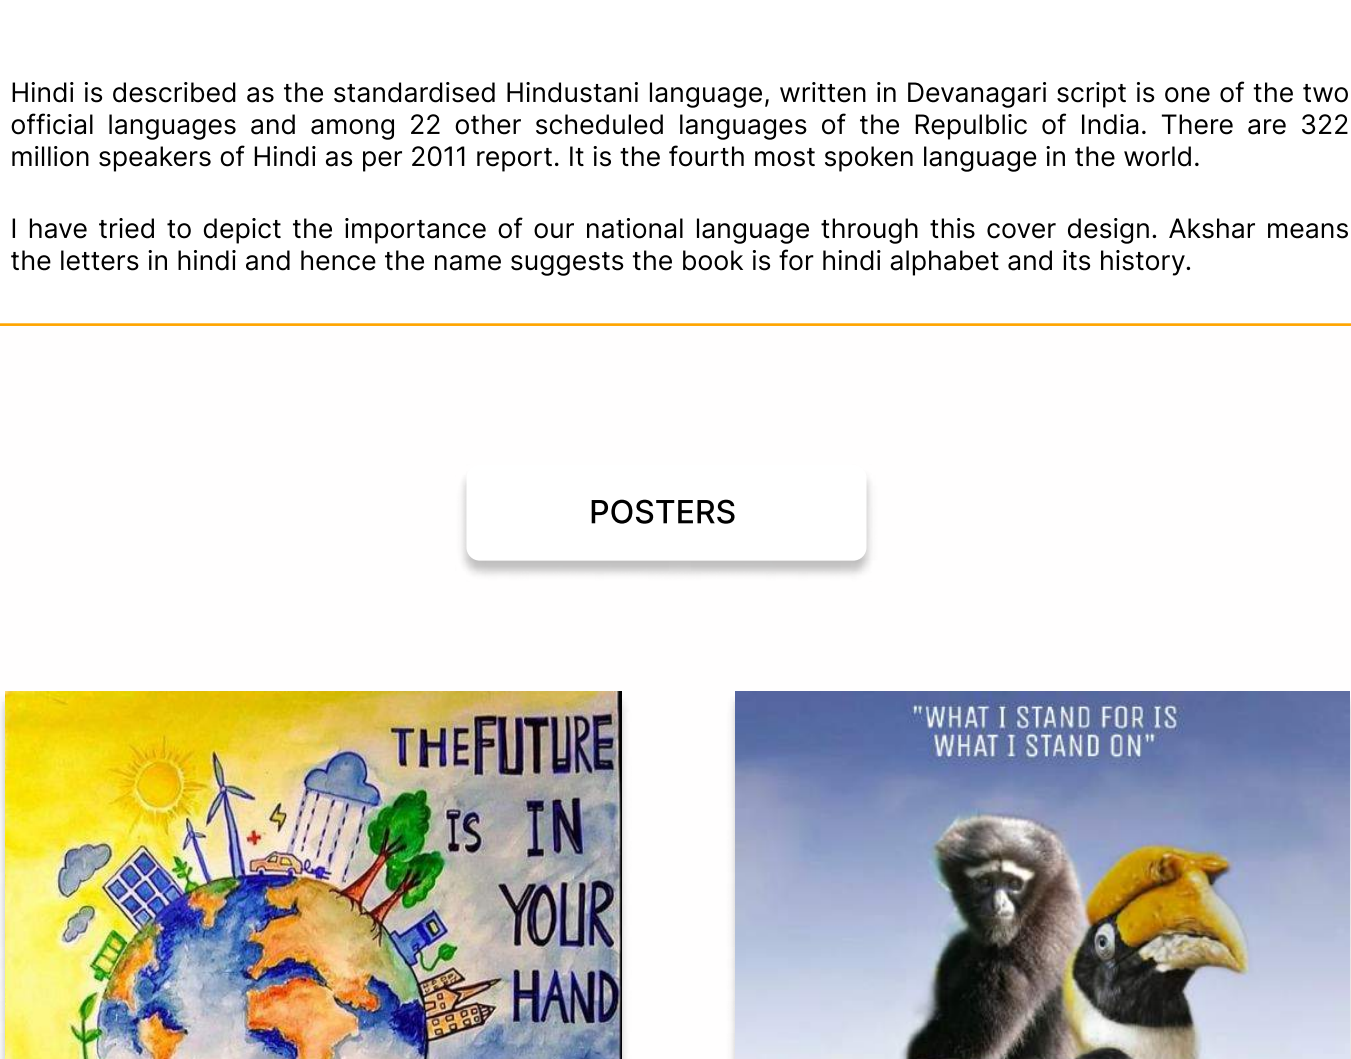 Hindi is described as the standardised Hindustani language, written in Devanagari script is one of the two
official languages and among 22 other scheduled languages of the Repulblic of India. There are 322
million speakers of Hindi as per 2011 report. It is the fourth most spoken language in the world.
I have tried to depict the importance of our national language through this cover design. Akshar means
the letters in hindi and hence the name suggests the book is for hindi alphabet and its history.
POSTERS
THE FUTURE
IS IN
YOUR
HAND
"WHAT I STAND FOR IS
WHAT I STAND ON"